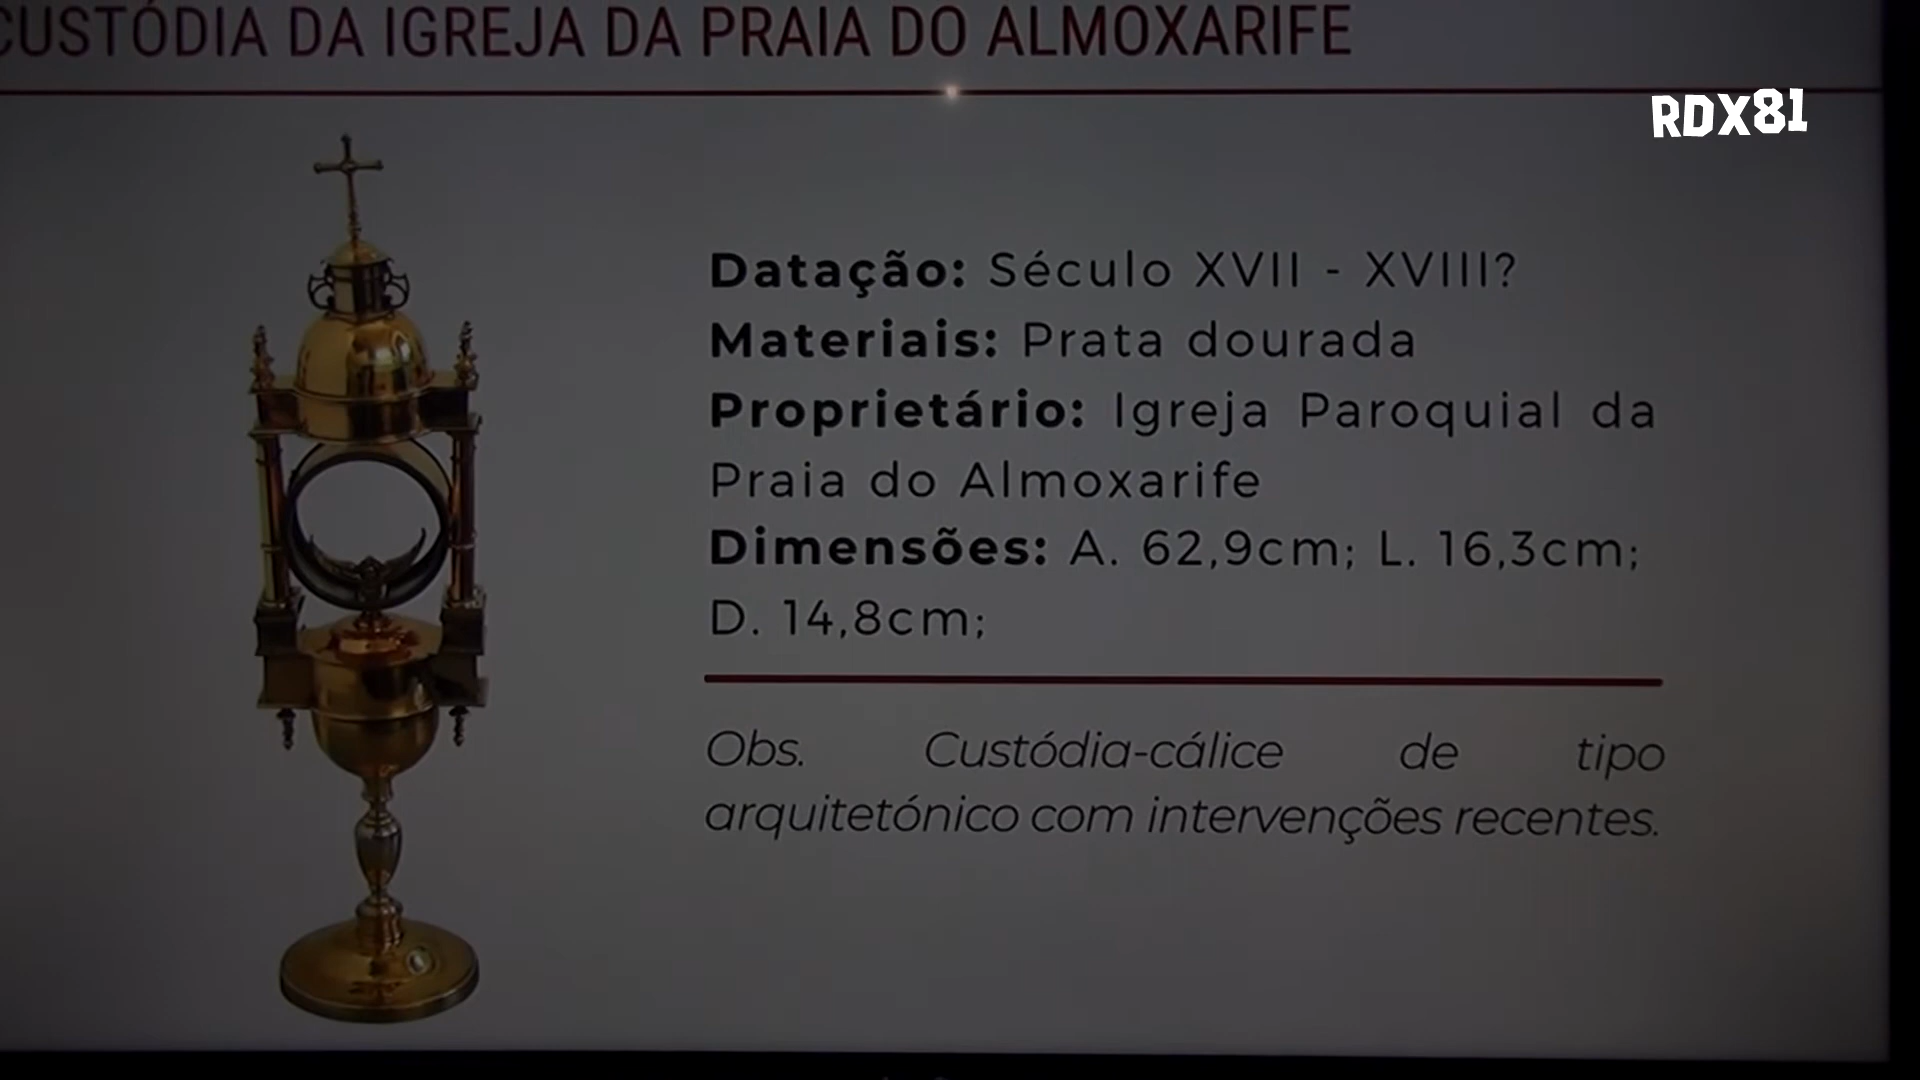 CUSTÓDIA DA IGREJA DA PRAIA DO ALMOXARIFE
RDX81
Datação: Século XVII - XVIII?
Materiais: Prata dourada
Proprietário: Igreja Paroquial da
Praia do Almoxarife
Dimensões: A. 62,9cm; L. 16,3cm;
D. 14,8cm;
Obs. Custódia-cálice de tipo
arquitetónico com intervenções recentes.